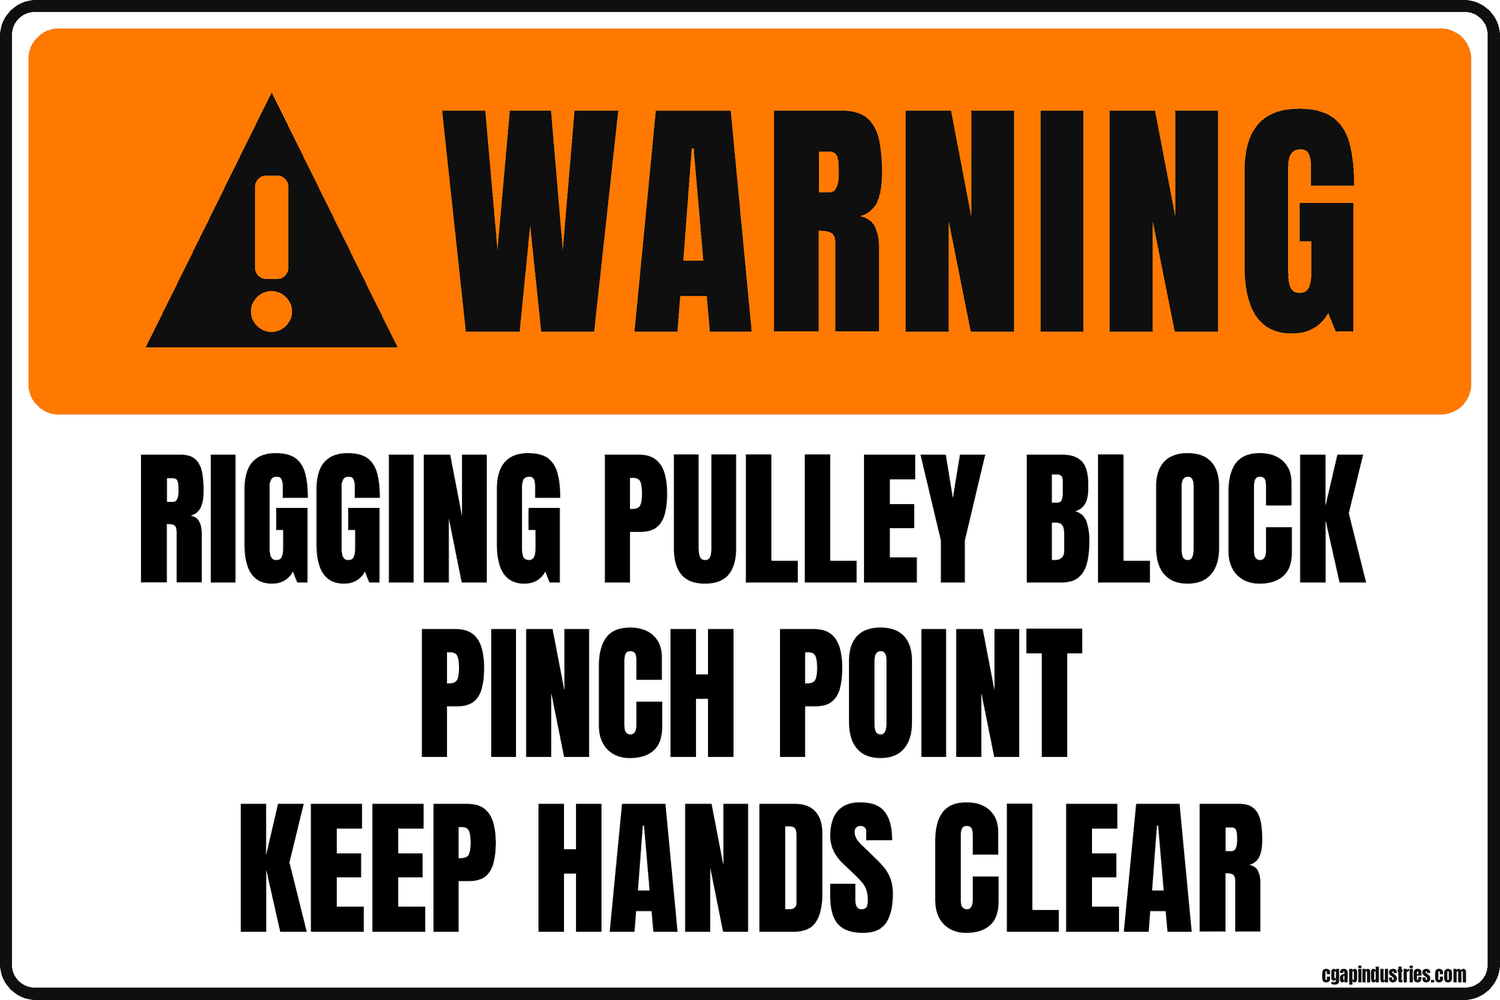 WARNING
RIGGING PULLEY BLOCK
PINCH POINT
KEEP HANDS CLEAR
cgapindustries.com